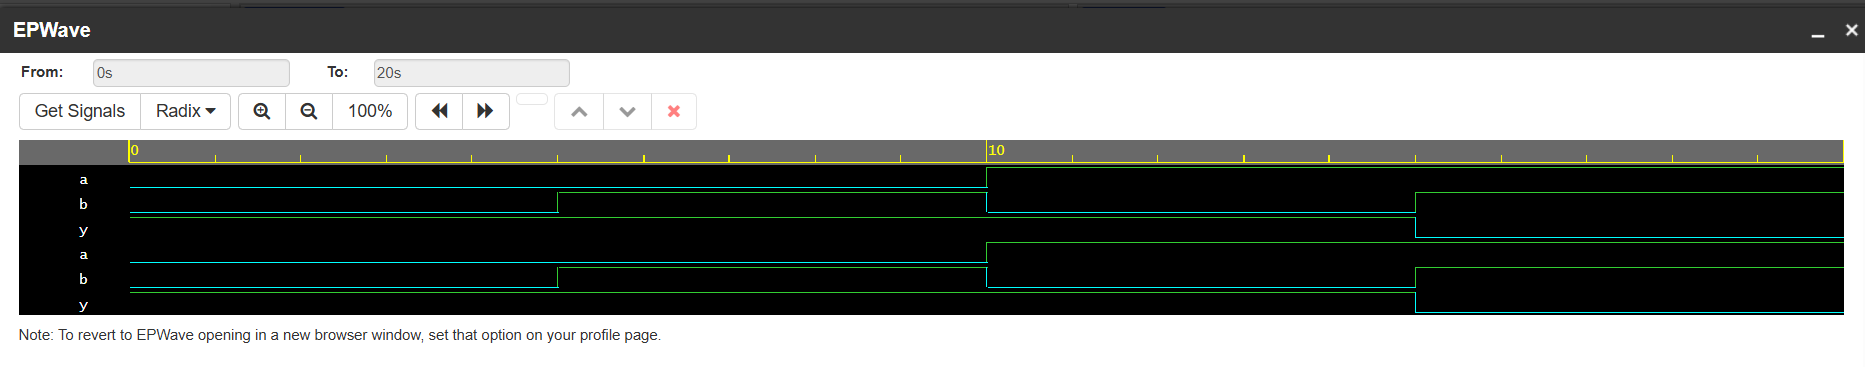 EPWave
From: 0s To: 20s
Get Signals Radix 100%
0 10
a
b
y
a
b
y
Note: To revert to EPWave opening in a new browser window, set that option on your profile page.